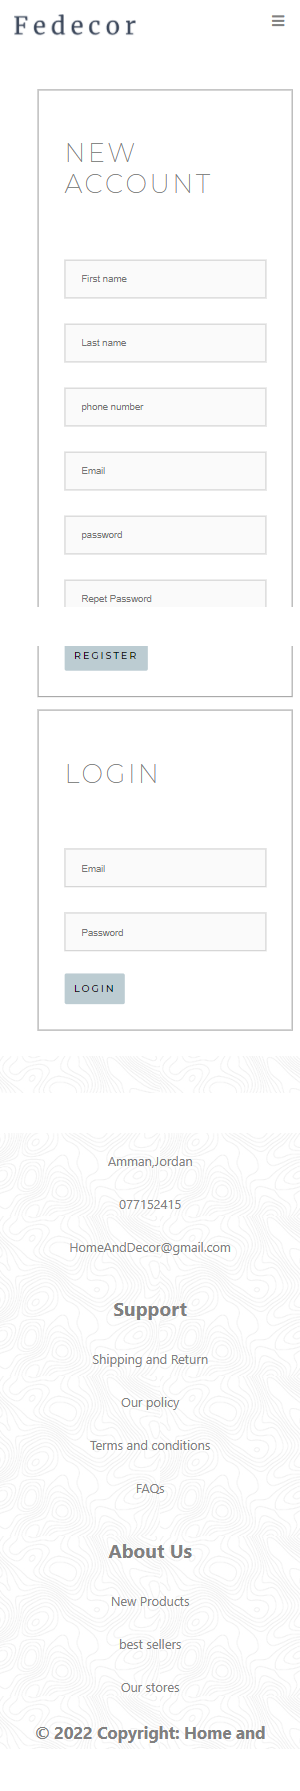 Fedecor
NEW
ACCOUNT
First name
Last name
phone number
Email
password
Repet Password
REGISTER
LOGIN
Email
Password
LOGIN
Amman,Jordan
077152415
HomeAndDecor@gmail.com
Support
Shipping and Return
Our policy
Terms and conditions
FAQs
About Us
New Products
best sellers
Our stores
© 2022 Copyright: Home and